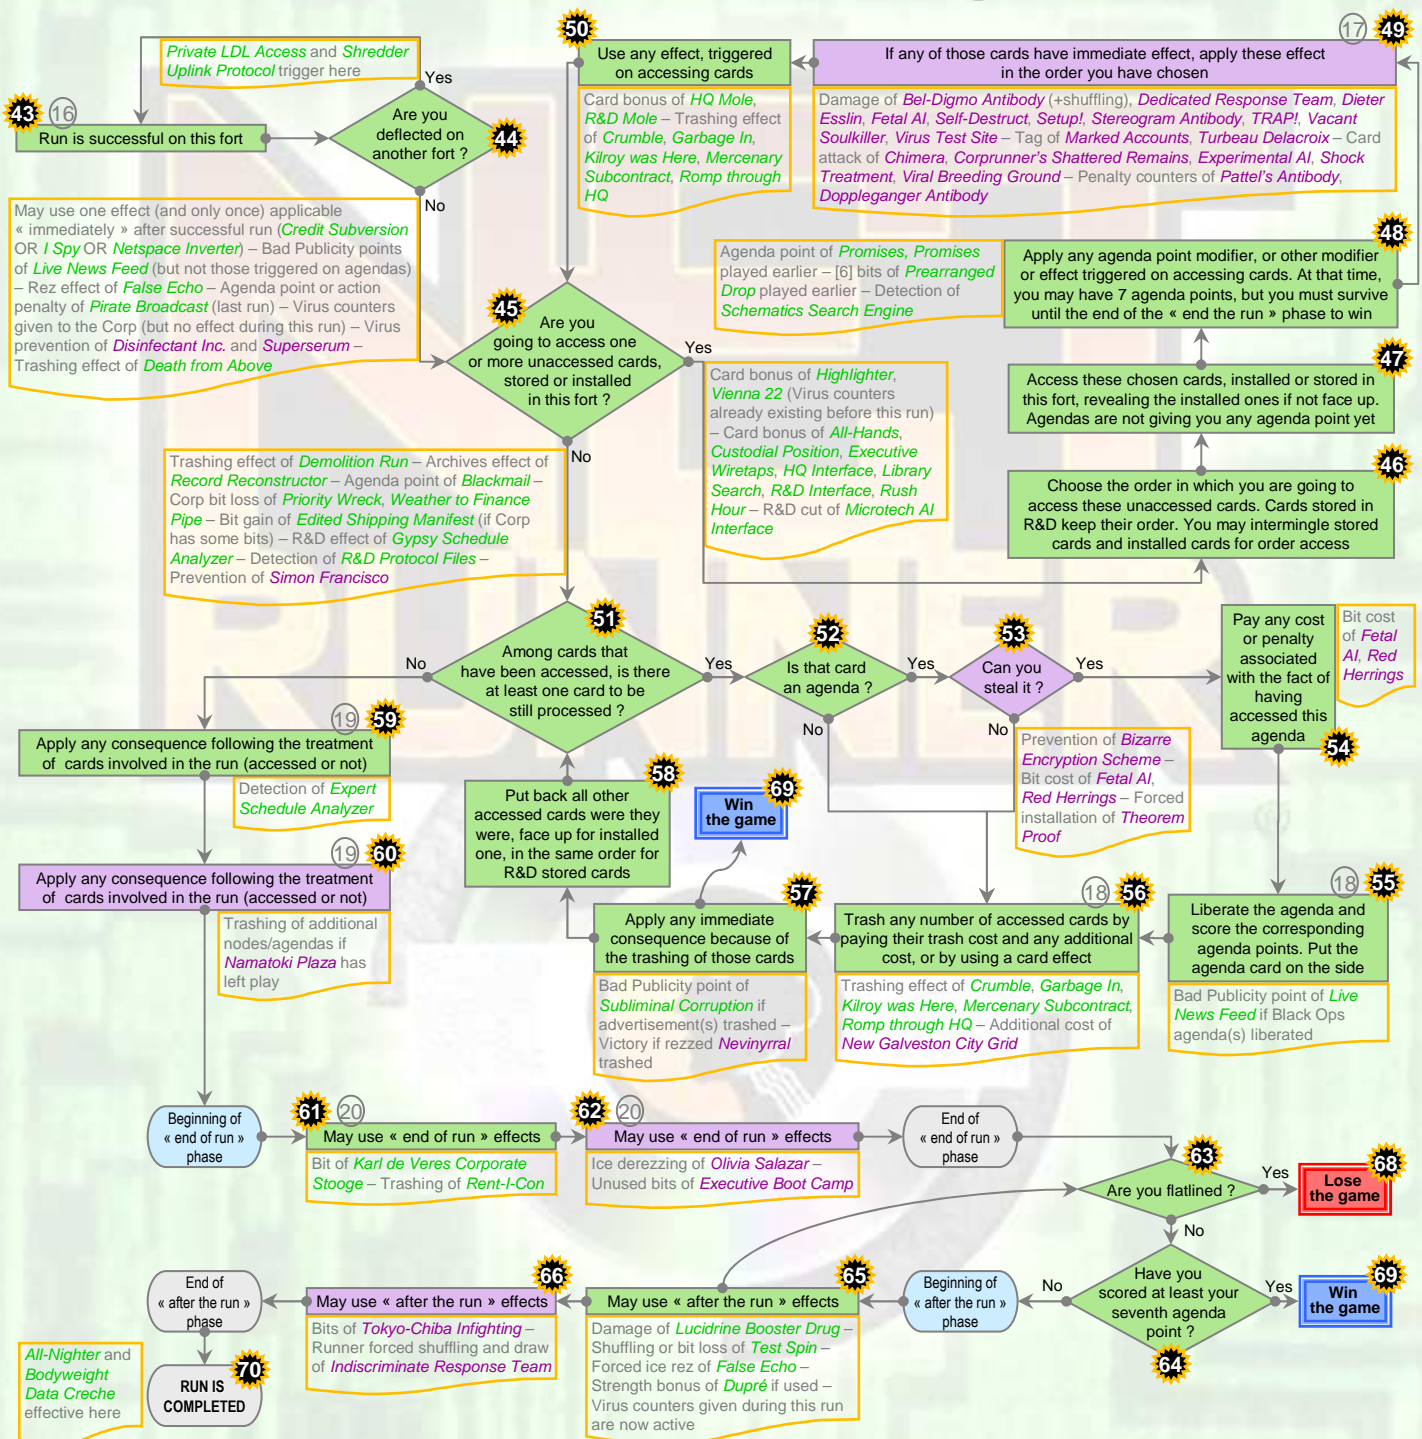 Private LDL Access and Shredder
Uplink Protocol trigger here
Yes
43
16
Run is successful on this fort
Are you
deflected on
another fort ?
44
No
May use one effect (and only once) applicable
« immediately » after successful run (Credit Subversion
OR I Spy OR Netspace Inverter) – Bad Publicity points
of Live News Feed (but not those triggered on agendas)
– Rez effect of False Echo – Agenda point or action
penalty of Pirate Broadcast (last run) – Virus counters
given to the Corp (but no effect during this run) – Virus
prevention of Disinfectant Inc. and Superserum –
Trashing effect of Death from Above
50
Use any effect, triggered
on accessing cards
Card bonus of HQ Mole,
R&D Mole – Trashing effect
of Crumble, Garbage In,
Kilroy was Here, Mercenary
Subcontract, Romp through
HQ
17
49
If any of those cards have immediate effect, apply these effect
in the order you have chosen
Damage of Bel-Digmo Antibody (+shuffling), Dedicated Response Team, Dieter
Esslin, Fetal AI, Self-Destruct, Setup!, Stereogram Antibody, TRAP!, Vacant
Soulkiller, Virus Test Site – Tag of Marked Accounts, Turbeau Delacroix – Card
attack of Chimera, Corprunner's Shattered Remains, Experimental AI, Shock
Treatment, Viral Breeding Ground – Penalty counters of Pattel's Antibody,
Doppleganger Antibody
48
Apply any agenda point modifier, or other modifier
or effect triggered on accessing cards. At that time,
you may have 7 agenda points, but you must survive
until the end of the « end the run » phase to win
Agenda point of Promises, Promises
played earlier – [6] bits of Prearranged
Drop played earlier – Detection of
Schematics Search Engine
45
Are you
going to access one
or more unaccessed cards,
stored or installed
in this fort ?
Yes
No
Card bonus of Highlighter,
Vienna 22 (Virus counters
already existing before this run)
– Card bonus of All-Hands,
Custodial Position, Executive
Wiretaps, HQ Interface, Library
Search, R&D Interface, Rush
Hour – R&D cut of Microtech AI
Interface
47
Access these chosen cards, installed or stored in
this fort, revealing the installed ones if not face up.
Agendas are not giving you any agenda point yet
46
Choose the order in which you are going to
access these unaccessed cards. Cards stored in
R&D keep their order. You may intermingle stored
cards and installed cards for order access
Trashing effect of Demolition Run – Archives effect of
Record Reconstructor – Agenda point of Blackmail –
Corp bit loss of Priority Wreck, Weather to Finance
Pipe – Bit gain of Edited Shipping Manifest (if Corp
has some bits) – R&D effect of Gypsy Schedule
Analyzer – Detection of R&D Protocol Files –
Prevention of Simon Francisco
51
Among cards that
have been accessed, is there
at least one card to be
still processed ?
No
Yes
52
Is that card
an agenda ?
Yes
No
53
Can you
steal it ?
Yes
No
Pay any cost
or penalty
associated
with the fact of
having
accessed this
agenda
54
Bit cost
of Fetal
AI, Red
Herrings
Prevention of Bizarre
Encryption Scheme –
Bit cost of Fetal AI,
Red Herrings – Forced
installation of Theorem
Proof
19
59
Apply any consequence following the treatment
of cards involved in the run (accessed or not)
Detection of Expert
Schedule Analyzer
19
60
Apply any consequence following the treatment
of cards involved in the run (accessed or not)
Trashing of additional
nodes/agendas if
Namatoki Plaza has
left play
58
Put back all other
accessed cards were they
were, face up for installed
one, in the same order for
R&D stored cards
69
Win
the game
57
Apply any immediate
consequence because of
the trashing of those cards
Bad Publicity point of
Subliminal Corruption if
advertisement(s) trashed –
Victory if rezzed Nevinyrral
trashed
18
56
Trash any number of accessed cards by
paying their trash cost and any additional
cost, or by using a card effect
Trashing effect of Crumble, Garbage In,
Kilroy was Here, Mercenary Subcontract,
Romp through HQ – Additional cost of
New Galveston City Grid
18
55
Liberate the agenda and
score the corresponding
agenda points. Put the
agenda card on the side
Bad Publicity point of Live
News Feed if Black Ops
agenda(s) liberated
Beginning of
« end of run »
phase
61
20
May use « end of run » effects
Bit of Karl de Veres Corporate
Stooge – Trashing of Rent-I-Con
62
20
May use « end of run » effects
Ice derezzing of Olivia Salazar –
Unused bits of Executive Boot Camp
End of
« end of run »
phase
63
Are you flatlined ?
Yes
No
68
Lose
the game
Have you
scored at least your
seventh agenda
point ?
64
No
Yes
69
Win
the game
Beginning of
« after the run »
phase
65
May use « after the run » effects
Damage of Lucidrine Booster Drug –
Shuffling or bit loss of Test Spin –
Forced ice rez of False Echo –
Strength bonus of Dupré if used –
Virus counters given during this run
are now active
66
May use « after the run » effects
Bits of Tokyo-Chiba Infighting –
Runner forced shuffling and draw
of Indiscriminate Response Team
End of
« after the run »
phase
70
RUN IS
COMPLETED
All-Nighter and
Bodyweight
Data Creche
effective here
NET
RUNNER